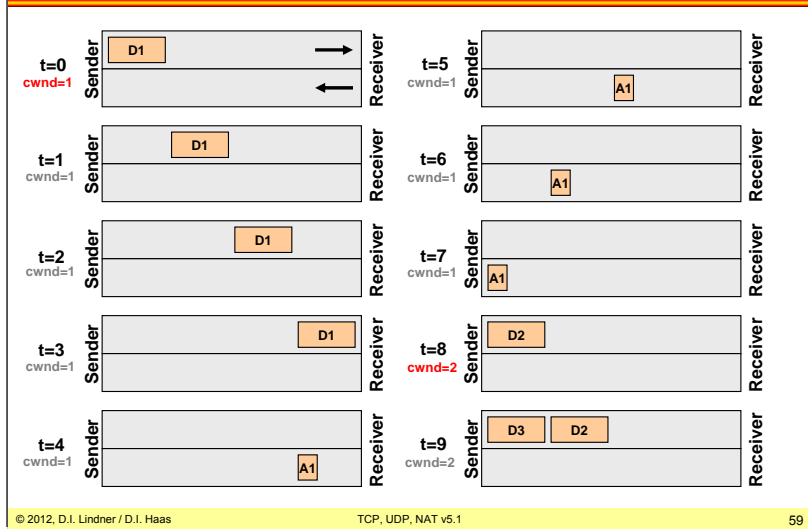 t=0
cwnd=1
Sender
D1
Receiver
t=1
cwnd=1
Sender
D1
Receiver
t=2
cwnd=1
Sender
D1
Receiver
t=3
cwnd=1
Sender
D1
Receiver
t=4
cwnd=1
Sender
A1
Receiver
t=5
cwnd=1
Sender
A1
Receiver
t=6
cwnd=1
Sender
A1
Receiver
t=7
cwnd=1
Sender
A1
Receiver
t=8
cwnd=2
Sender
D2
Receiver
t=9
cwnd=2
Sender
D3 D2
Receiver
© 2012, D.I. Lindner / D.I. Haas TCP, UDP, NAT v5.1 59